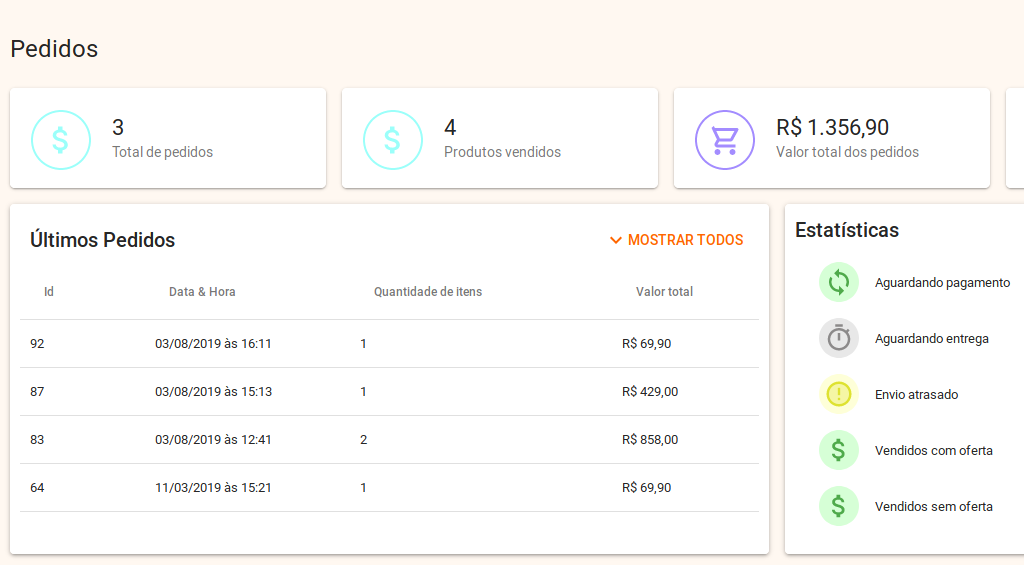 Pedidos
3
Total de pedidos
4
Produtos vendidos
R$ 1.356,90
Valor total dos pedidos
Últimos Pedidos
MOSTRAR TODOS
Id Data & Hora Quantidade de itens Valor total
92 03/08/2019 às 16:11 1 R$ 69,90
87 03/08/2019 às 15:13 1 R$ 429,00
83 03/08/2019 às 12:41 2 R$ 858,00
64 11/03/2019 às 15:21 1 R$ 69,90
Estatísticas
Aguardando pagamento
Aguardando entrega
Envio atrasado
Vendidos com oferta
Vendidos sem oferta